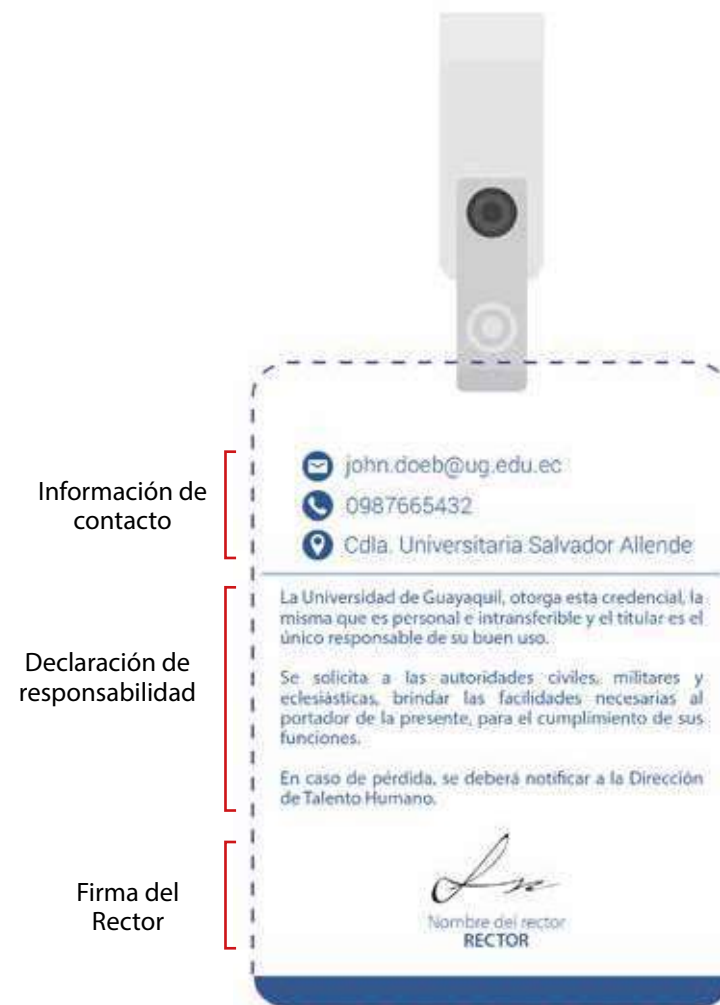 Información de
contacto
john.doeb@ug.edu.ec
0987665432
Cdla. Universitaria Salvador Allende
Declaración de
responsabilidad
La Universidad de Guayaquil, otorga esta credencial, la
misma que es personal e intransferible y el titular es el
único responsable de su buen uso.
Se solicita a las autoridades civiles, militares y
eclesiásticas, brindar las facilidades necesarias al
portador de la presente, para el cumplimiento de sus
funciones.
En caso de pérdida, se deberá notificar a la Dirección
de Talento Humano.
Firma del
Rector
Nombre del rector
RECTOR